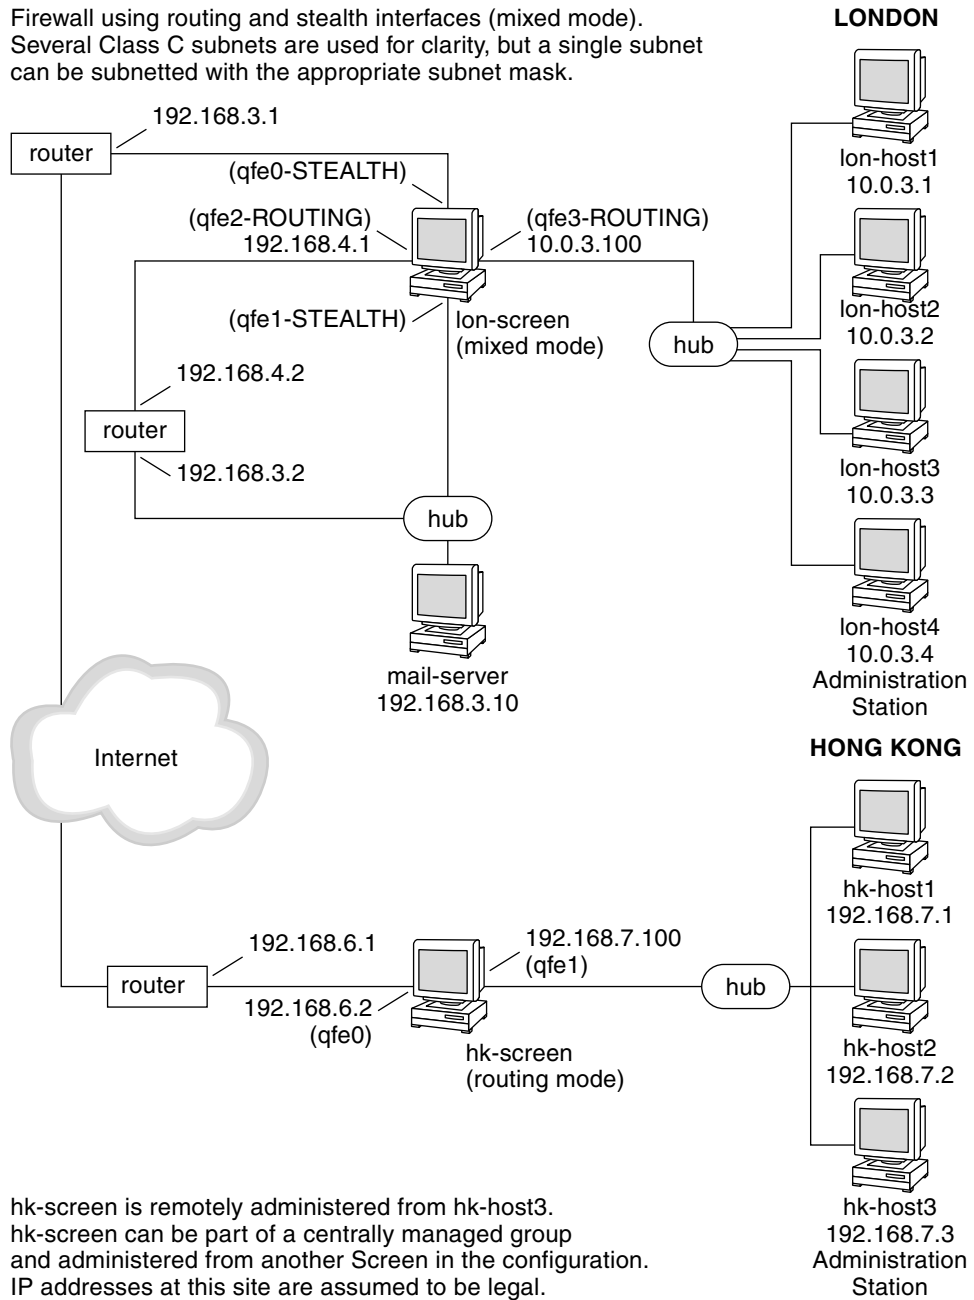 Firewall using routing and stealth interfaces (mixed mode).
Several Class C subnets are used for clarity, but a single subnet
can be subnetted with the appropriate subnet mask.
LONDON
192.168.3.1
router
(qfe0-STEALTH)
(qfe2-ROUTING)
192.168.4.1
(qfe3-ROUTING)
10.0.3.100
(qfe1-STEALTH)
lon-screen
(mixed mode)
hub
lon-host1
10.0.3.1
lon-host2
10.0.3.2
lon-host3
10.0.3.3
lon-host4
10.0.3.4
Administration
Station
192.168.4.2
router
192.168.3.2
hub
mail-server
192.168.3.10
Internet
HONG KONG
192.168.6.1
router
192.168.6.2
(qfe0)
192.168.7.100
(qfe1)
hk-screen
(routing mode)
hub
hk-host1
192.168.7.1
hk-host2
192.168.7.2
hk-host3
192.168.7.3
Administration
Station
hk-screen is remotely administered from hk-host3.
hk-screen can be part of a centrally managed group
and administered from another Screen in the configuration.
IP addresses at this site are assumed to be legal.